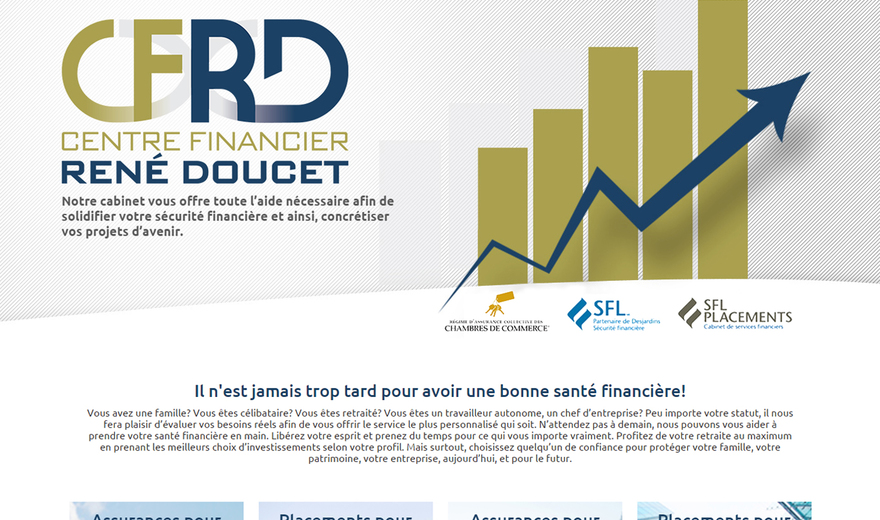 CFRD
CENTRE FINANCIER
RENÉ DOUCET
Notre cabinet vous offre toute l'aide nécessaire afin de
solidifier votre sécurité financière et ainsi, concrétiser
vos projets d'avenir.
RÉGIME D'ASSURANCE COLLECTIVE DES
CHAMBRES DE COMMERCE
SFL
Partenaire de Desjardins
Sécurité financière
SFL
PLACEMENTS
Cabinet de services financiers
Il n'est jamais trop tard pour avoir une bonne santé financière!
Vous avez une famille? Vous êtes célibataire? Vous êtes retraité? Vous êtes un travailleur autonome, un chef d'entreprise? Peu importe votre statut, il nous
fera plaisir d'évaluer vos besoins réels afin de vous offrir le service le plus personnalisé qui soit. N'attendez pas à demain, nous pouvons vous aider à
prendre votre santé financière en main. Libérez votre esprit et prenez du temps pour ce qui vous importe vraiment. Profitez de votre retraite au maximum
en prenant les meilleurs choix d'investissements selon votre profil. Mais surtout, choisissez quelqu'un de confiance pour protéger votre famille, votre
patrimoine, votre entreprise, aujourd'hui, et pour le futur.
Assurances pour
Placements pour
Assurances pour
Placements pour